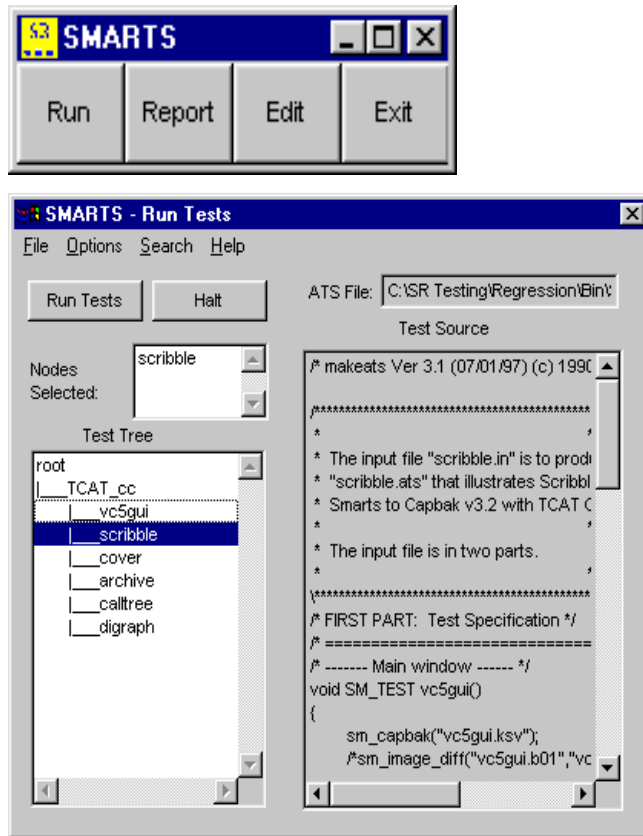 SMARTS
Run Report Edit Exit
SMARTS - Run Tests
File Options Search Help
Run Tests Halt
ATS File: C:\SR Testing\Regression\Bin\
Test Source
Nodes Selected:
scribble
Test Tree
root
|___TCAT_cc
|___vc5gui
|___scribble
|___cover
|___archive
|___calltree
|___digraph
/* makeats Ver 3.1 (07/01/97) (c) 1990
/*********************************************
*
* The input file "scribble.in" is to prod
* "scribble.ats" that illustrates Scribbl
* Smarts to Capbak v3.2 with TCAT C
*
* The input file is in two parts.
*
\*********************************************
/* FIRST PART: Test Specification */
/* =============================
/* ------- Main window ------ */
void SM_TEST vc5gui()
{
sm_capbak("vc5gui.ksv");
/*sm_image_diff("vc5gui.b01","vc